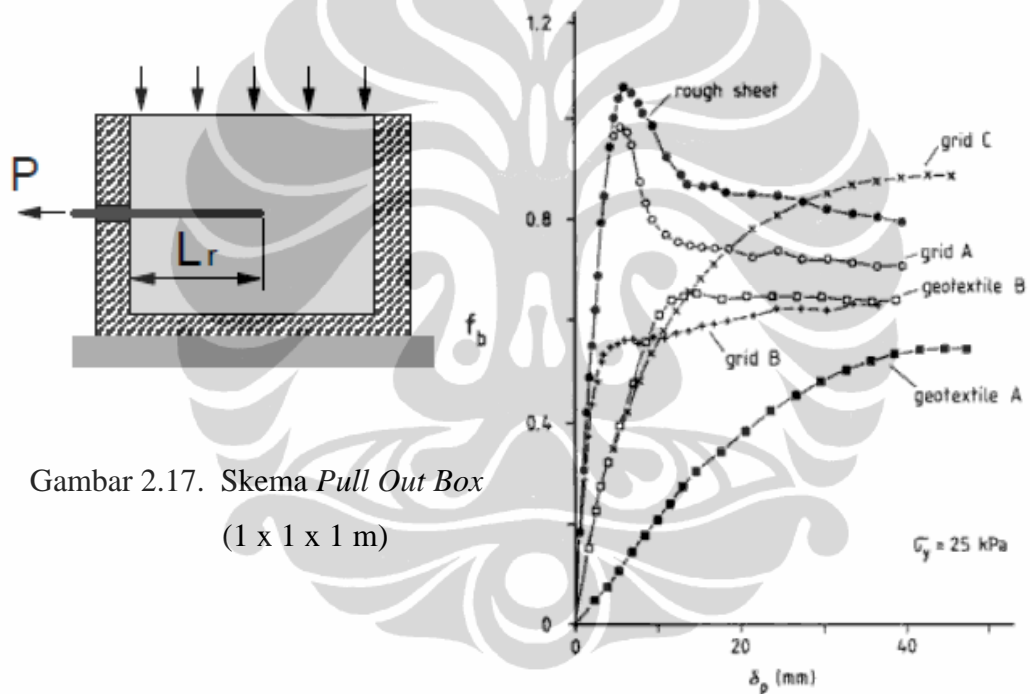 P
Lr
Gambar 2.17. Skema Pull Out Box
(1 x 1 x 1 m)
1.2
0.8
0.4
0
fb
rough sheet
grid C
grid A
geotextile B
grid B
geotextile A
σy = 25 kPa
0
20
40
δp (mm)